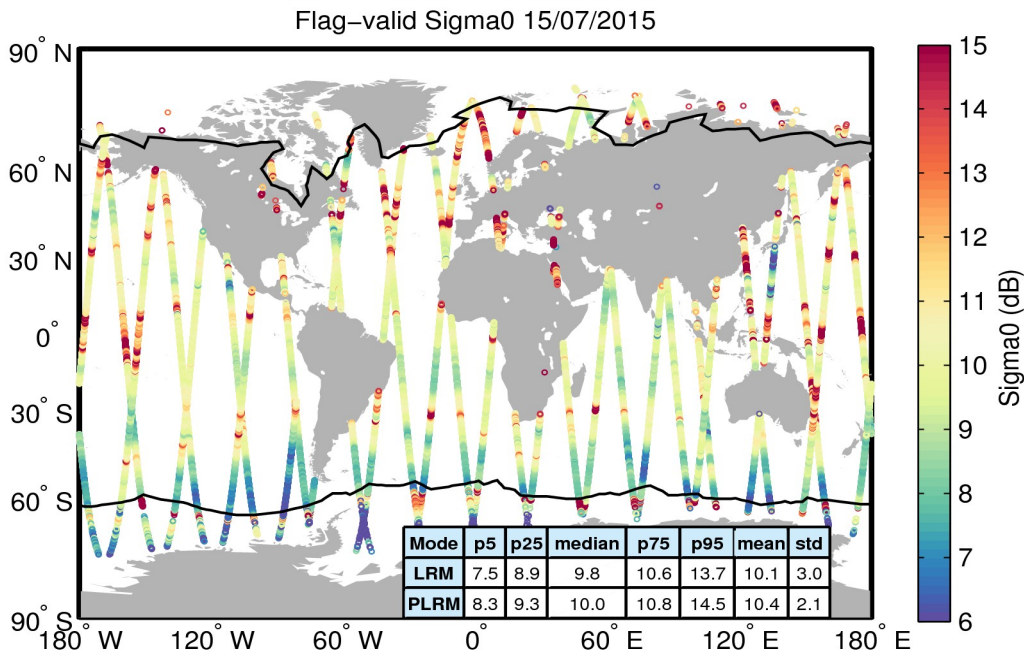 Flag−valid Sigma0 15/07/2015
90° N
60° N
30° N
0°
30° S
60° S
90° S
180° W
120° W
60° W
0°
60° E
120° E
180° E
15
14
13
12
11
10
9
8
7
6
Sigma0 (dB)
Mode p5 p25 median p75 p95 mean std
LRM 7.5 8.9 9.8 10.6 13.7 10.1 3.0
PLRM 8.3 9.3 10.0 10.8 14.5 10.4 2.1